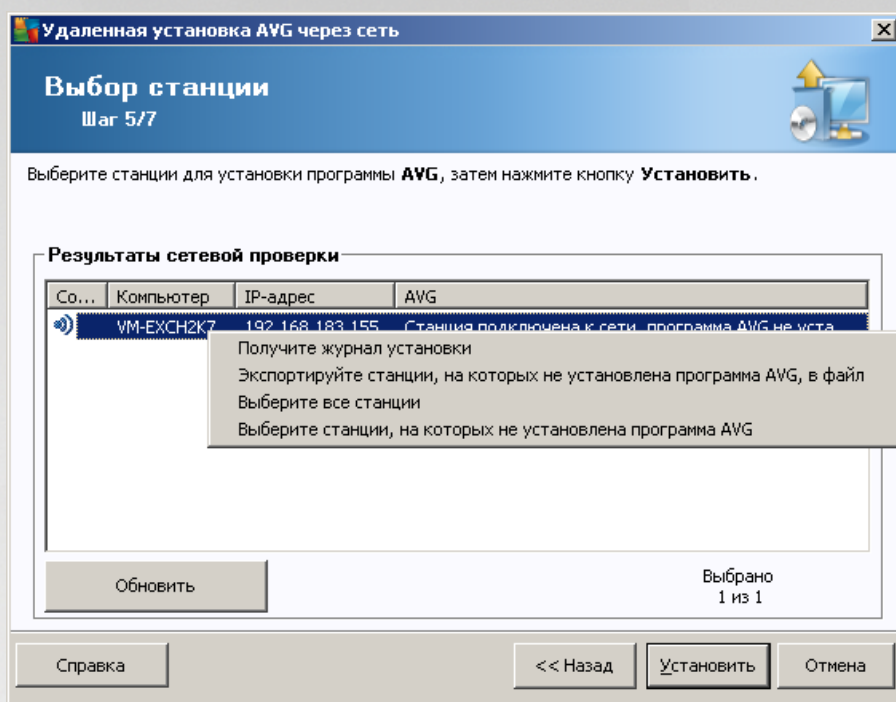 Удаленная установка AVG через сеть
Выбор станции
Шаг 5/7
Выберите станции для установки программы AVG, затем нажмите кнопку Установить.
Результаты сетевой проверки
Со... Компьютер IP-адрес AVG
VM-EXCH2K7 192.168.183.155 Станция подключена к сети, программа AVG не уста...
Получите журнал установки
Экспортируйте станции, на которых не установлена программа AVG, в файл
Выберите все станции
Выберите станции, на которых не установлена программа AVG
Обновить
Выбрано
1 из 1
Справка << Назад Установить Отмена